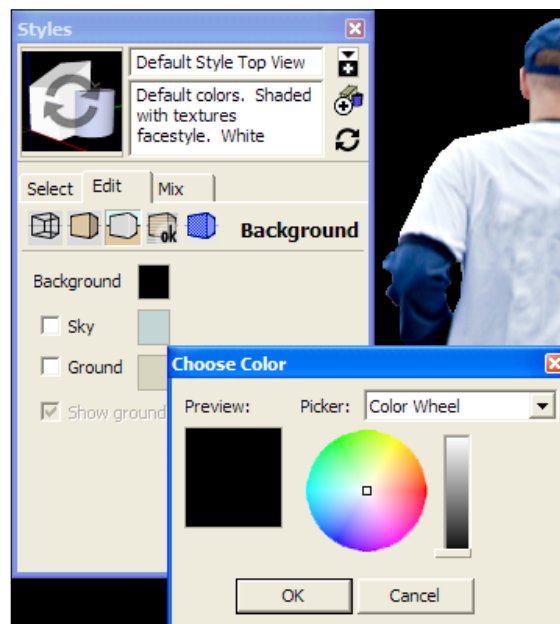 Styles
Default Style Top View
Default colors. Shaded
with textures
facestyle. White
Select Edit Mix
ok
Background
Background
Sky
Ground
Show ground
Choose Color
Preview:
Picker: Color Wheel
OK
Cancel